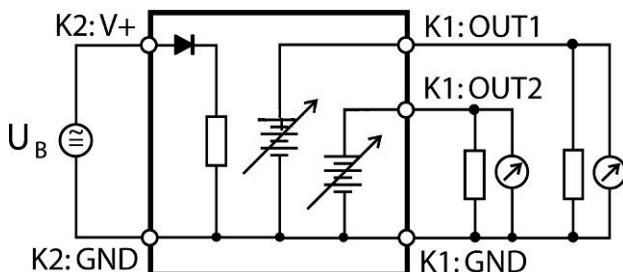 K2: V+
K1: OUT1
K1: OUT2
U B
K2: GND
K1: GND